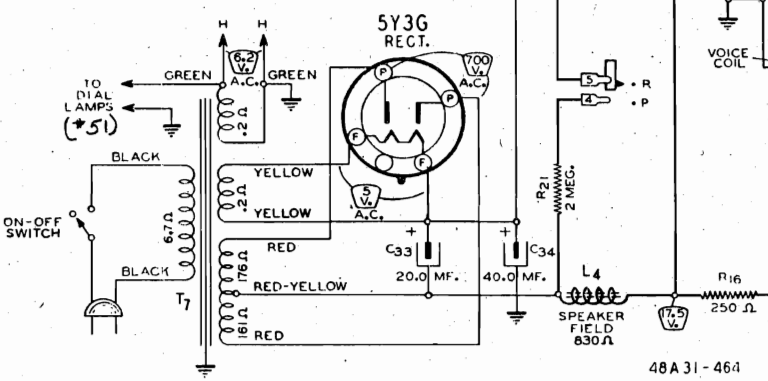 H H
5Y3G
RECT.
6.2
V.
A.C.
700
V.
A.C.
GREEN
GREEN
TO
DIAL
LAMPS
(#51)
.2Ω
P
P
F
F
VOICE
COIL
5
4
• R
• P
BLACK
YELLOW
.2Ω
YELLOW
5
V.
A.C.
R21
2 MEG.
ON-OFF
SWITCH
6.7Ω
RED
+
C33
20.0 MF.
+
C34
40.0 MF.
176Ω
BLACK
RED-YELLOW
T7
161Ω
RED
L4
SPEAKER
FIELD
830Ω
17.5
V.
R16
250 Ω
48A31-464